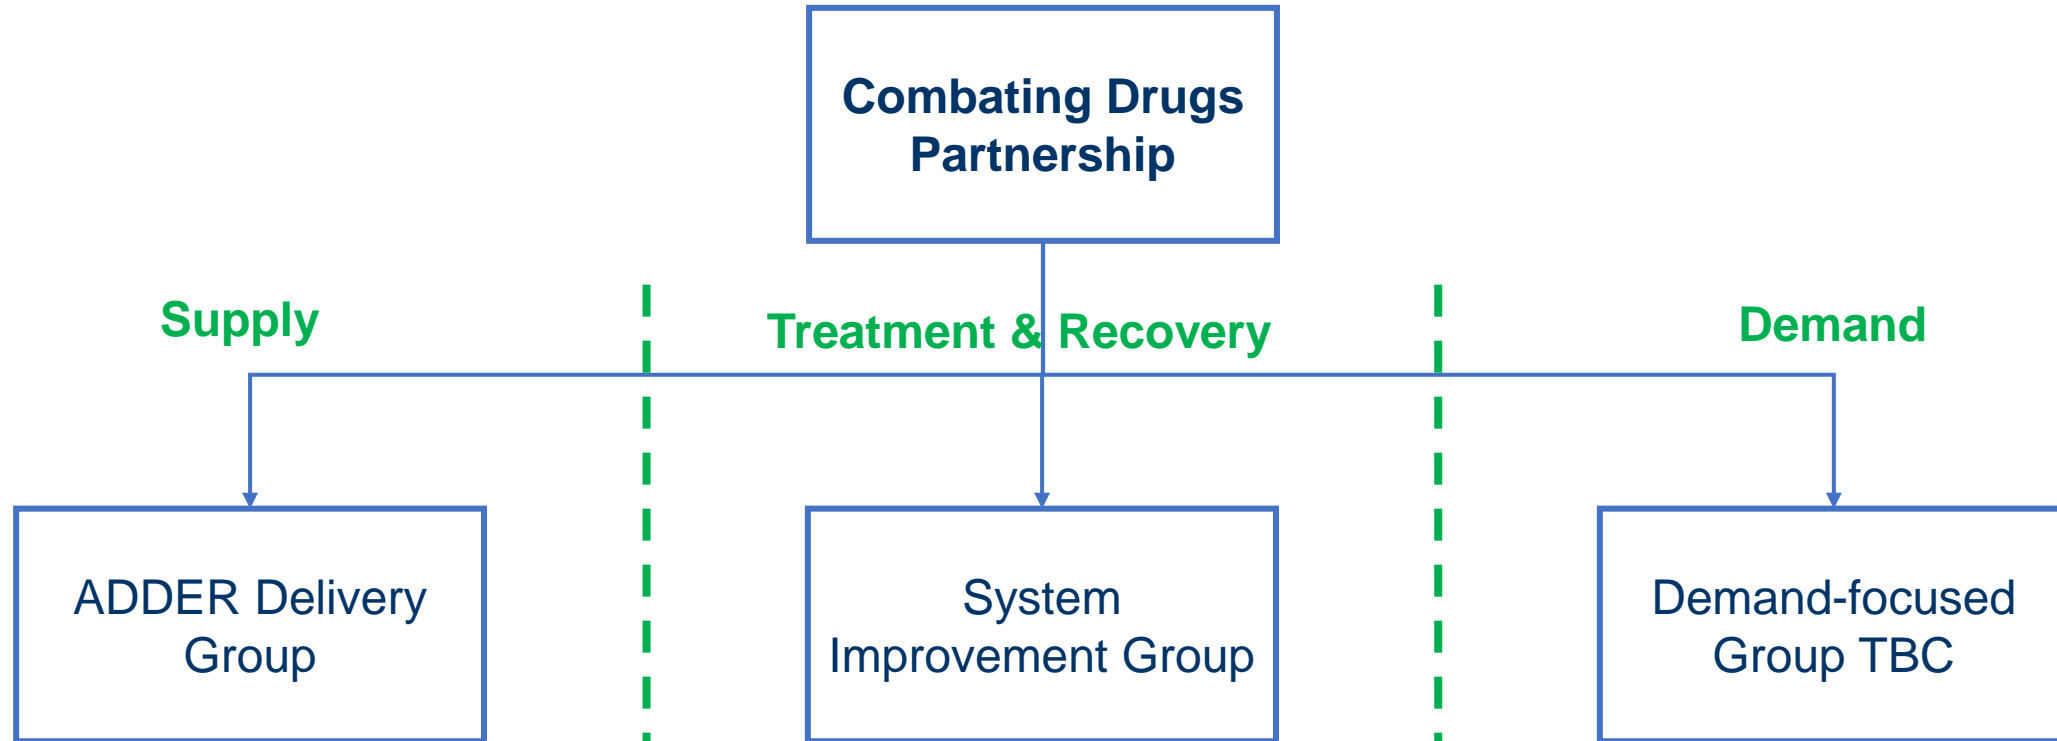 Combating Drugs
Partnership
Supply
Treatment & Recovery
Demand
ADDER Delivery
Group
System
Improvement Group
Demand-focused
Group TBC